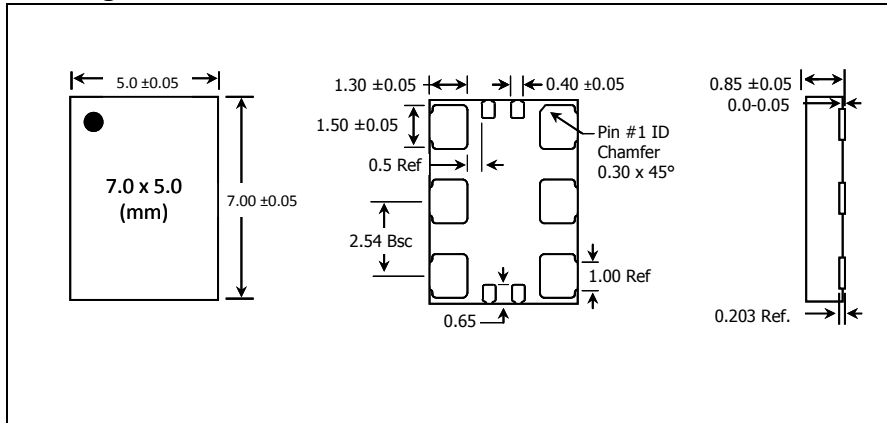 5.0 ±0.05
7.0 x 5.0
(mm)
7.00 ±0.05
1.30 ±0.05
0.40 ±0.05
1.50 ±0.05
0.5 Ref
2.54 Bsc
0.65
Pin #1 ID
Chamfer
0.30 x 45°
1.00 Ref
0.85 ±0.05
0.0-0.05
0.203 Ref.